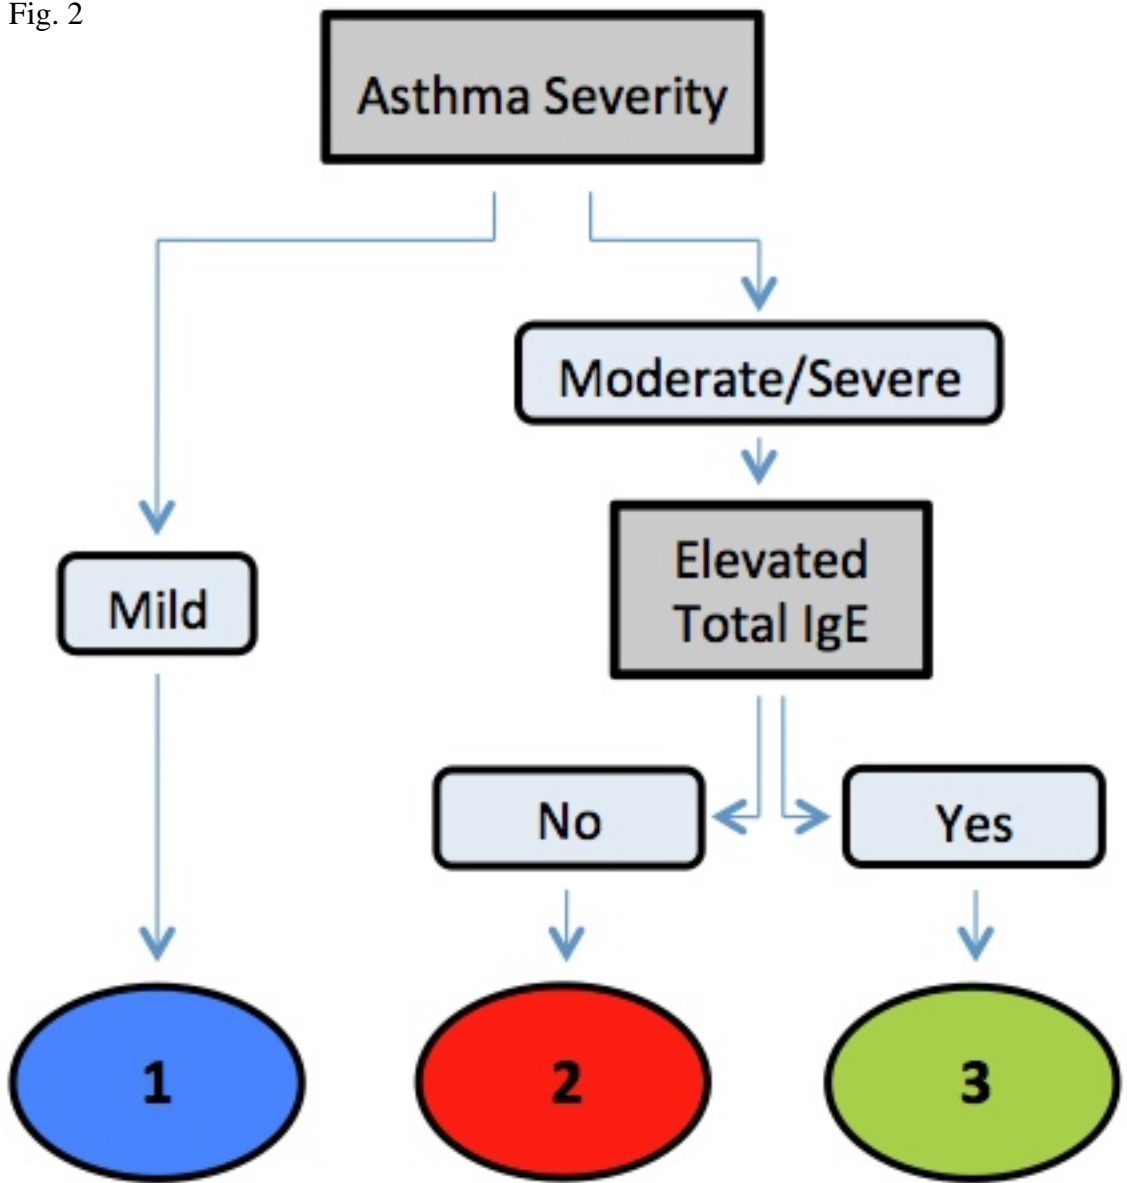 Fig. 2
Asthma Severity
Moderate/Severe
Elevated
Total IgE
Mild
No
Yes
1
2
3